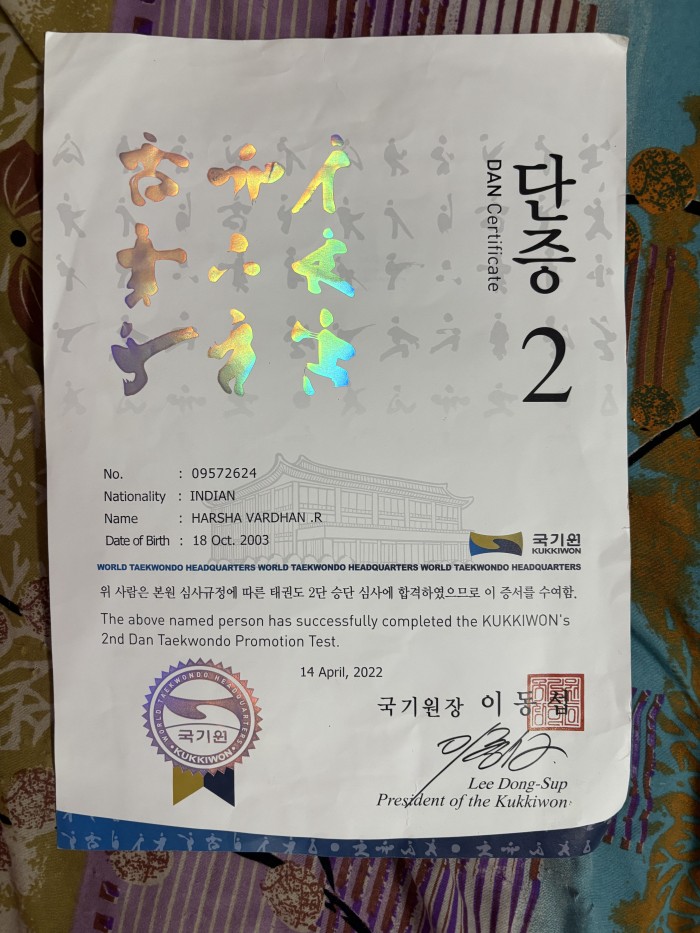 단증
DAN Certificate
2
No. : 09572624
Nationality : INDIAN
Name : HARSHA VARDHAN .R
Date of Birth : 18 Oct. 2003
국기원
KUKKIWON
WORLD TAEKWONDO HEADQUARTERS WORLD TAEKWONDO HEADQUARTERS WORLD TAEKWONDO HEADQUARTERS
위 사람은 본원 심사규정에 따른 태권도 2단 승단 심사에 합격하였으므로 이 증서를 수여함.
The above named person has successfully completed the KUKKIWON's
2nd Dan Taekwondo Promotion Test.
14 April, 2022
WORLD TAEKWONDO HEADQUARTERS
국기원
KUKKIWON
국기원장 이동섭
Lee Dong-Sup
President of the Kukkiwon